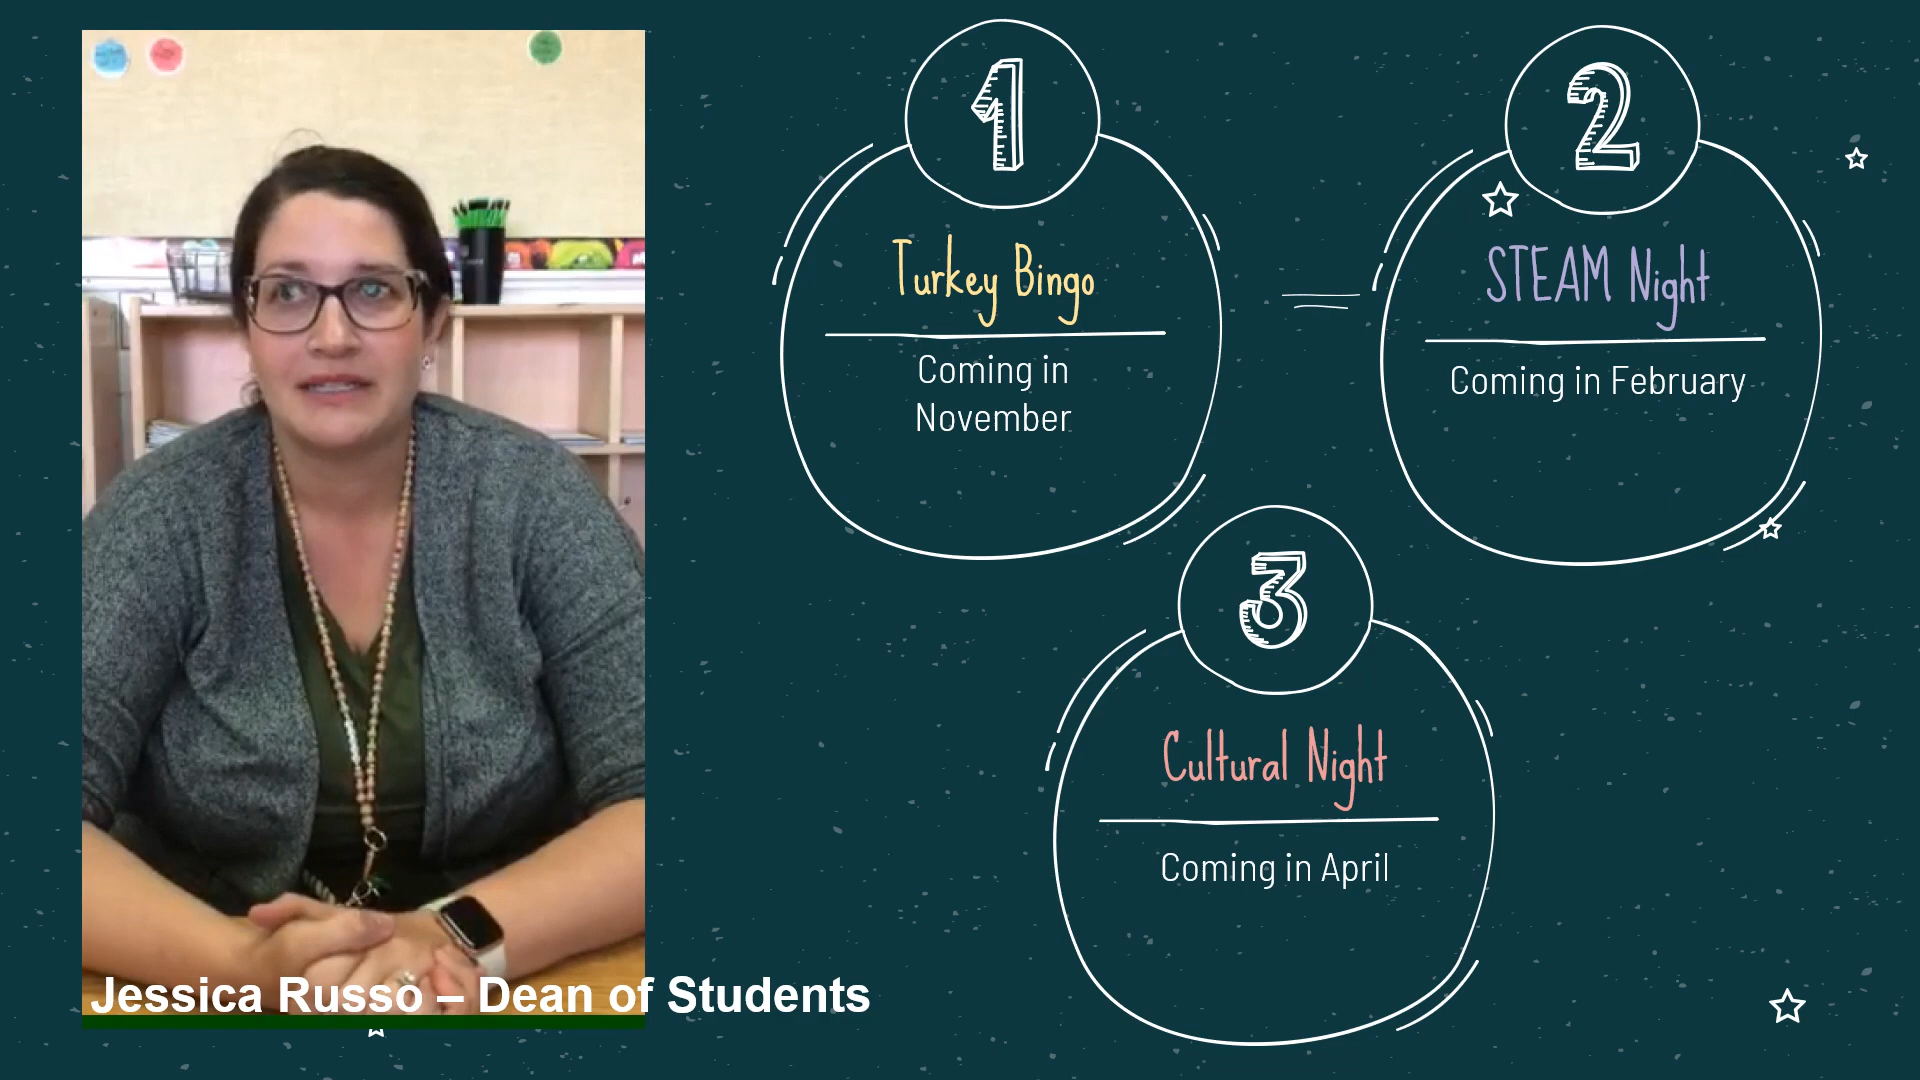 1
Turkey Bingo
Coming in
November
2
STEAM Night
Coming in February
3
Cultural Night
Coming in April
Jessica Russo – Dean of Students